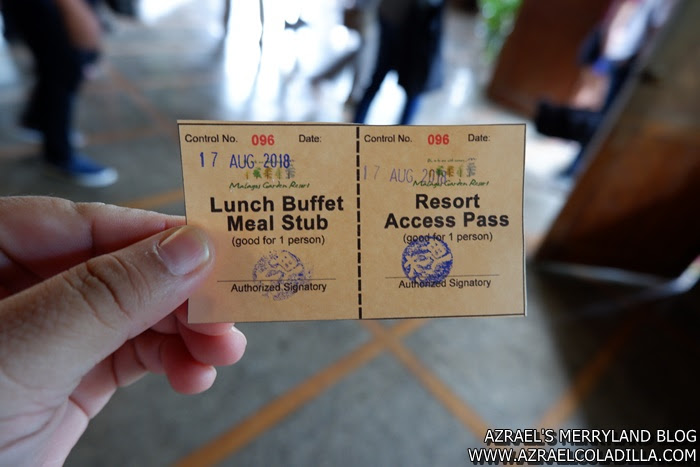 Control No. 096 Date:
17 AUG 2018
Malagos Garden Resort
Lunch Buffet
Meal Stub
(good for 1 person)
Authorized Signatory
Control No. 096 Date:
17 AUG 2018
Malagos Garden Resort
Resort
Access Pass
(good for 1 person)
Authorized Signatory
AZRAEL'S MERRYLAND BLOG
WWW.AZRAELCOLADILLA.COM